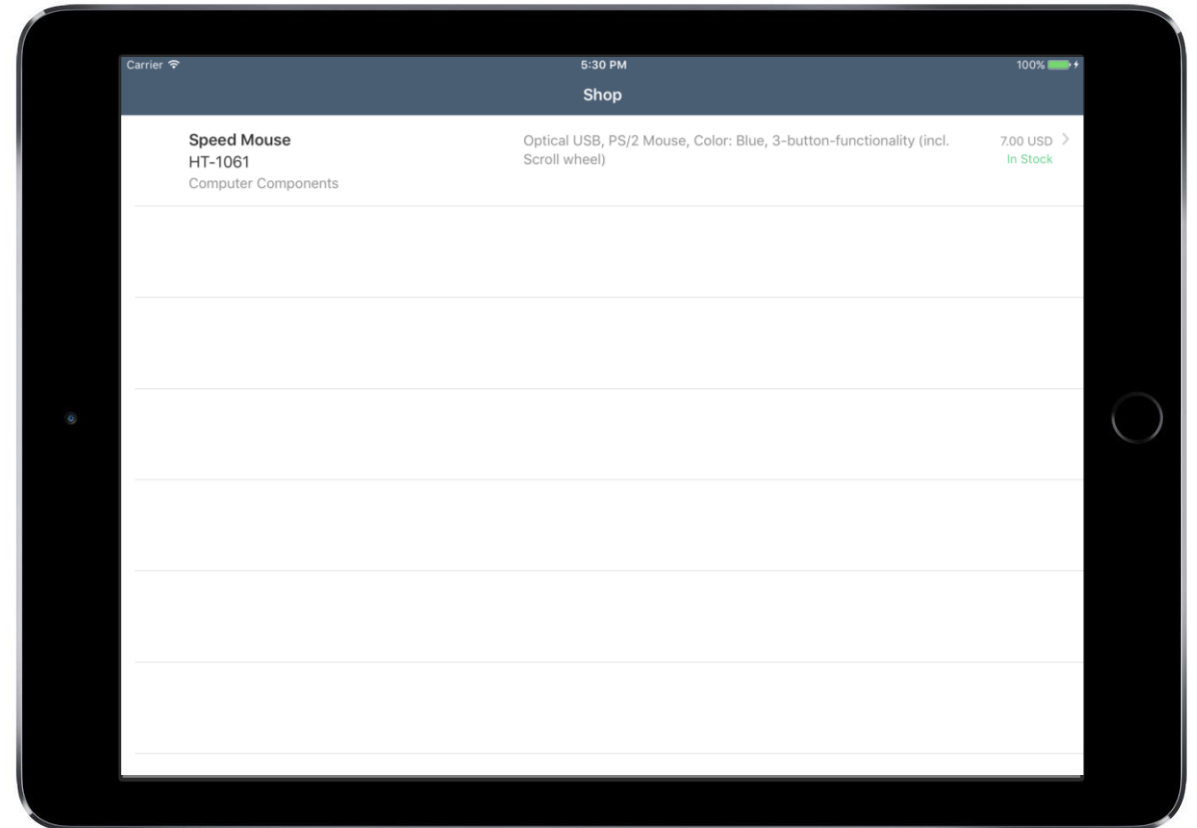 Carrier
5:30 PM
100%
Shop
Speed Mouse
HT-1061
Computer Components
Optical USB, PS/2 Mouse, Color: Blue, 3-button-functionality (incl.
Scroll wheel)
7.00 USD
In Stock